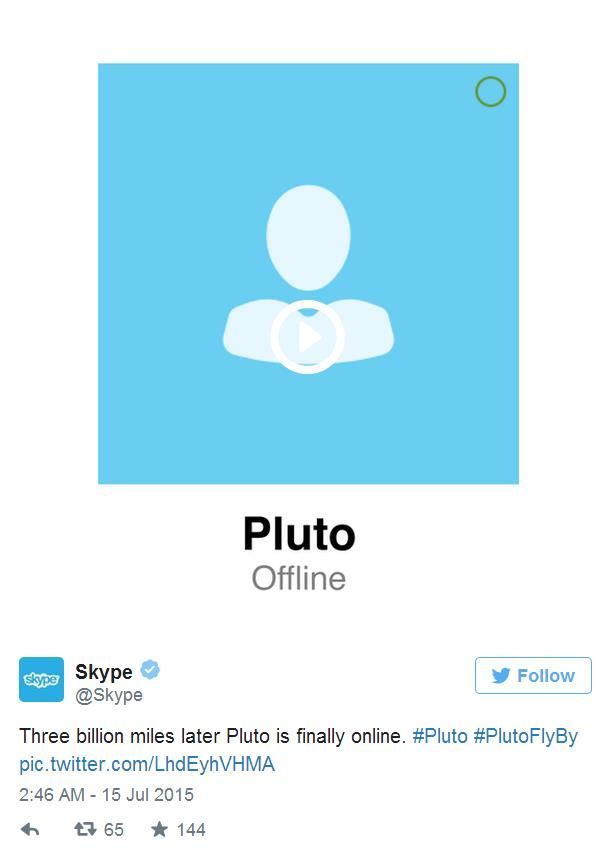 Pluto
Offline
skype
Skype
@Skype
Follow
Three billion miles later Pluto is finally online. #Pluto #PlutoFlyBy
pic.twitter.com/LhdEyhVHMA
2:46 AM - 15 Jul 2015
65 144